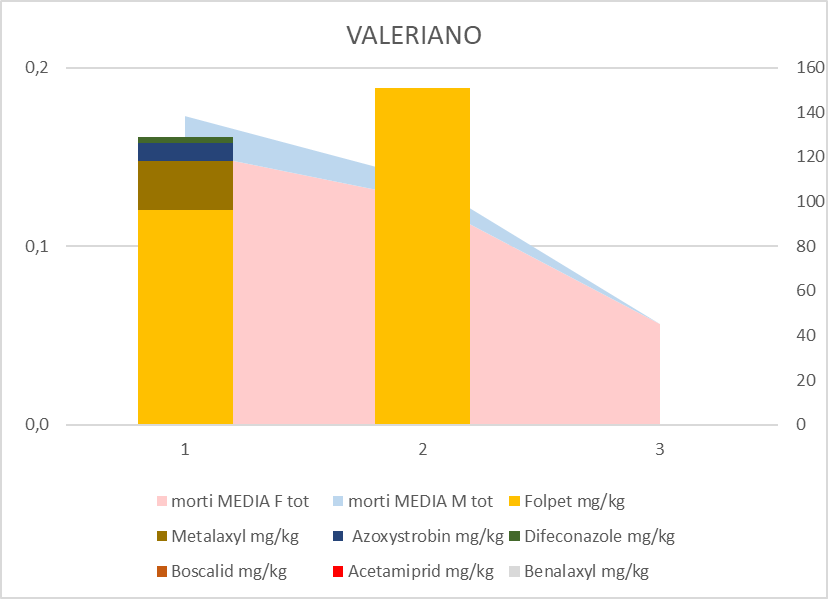 VALERIANO
0,2
0,1
0,0
160
140
120
100
80
60
40
20
0
1 2 3
morti MEDIA F tot morti MEDIA M tot Folpet mg/kg
Metalaxyl mg/kg Azoxystrobin mg/kg Difeconazole mg/kg
Boscalid mg/kg Acetamiprid mg/kg Benalaxyl mg/kg